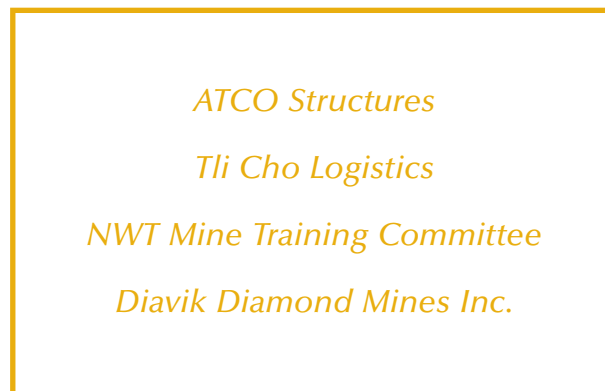 ATCO Structures
Tli Cho Logistics
NWT Mine Training Committee
Diavik Diamond Mines Inc.